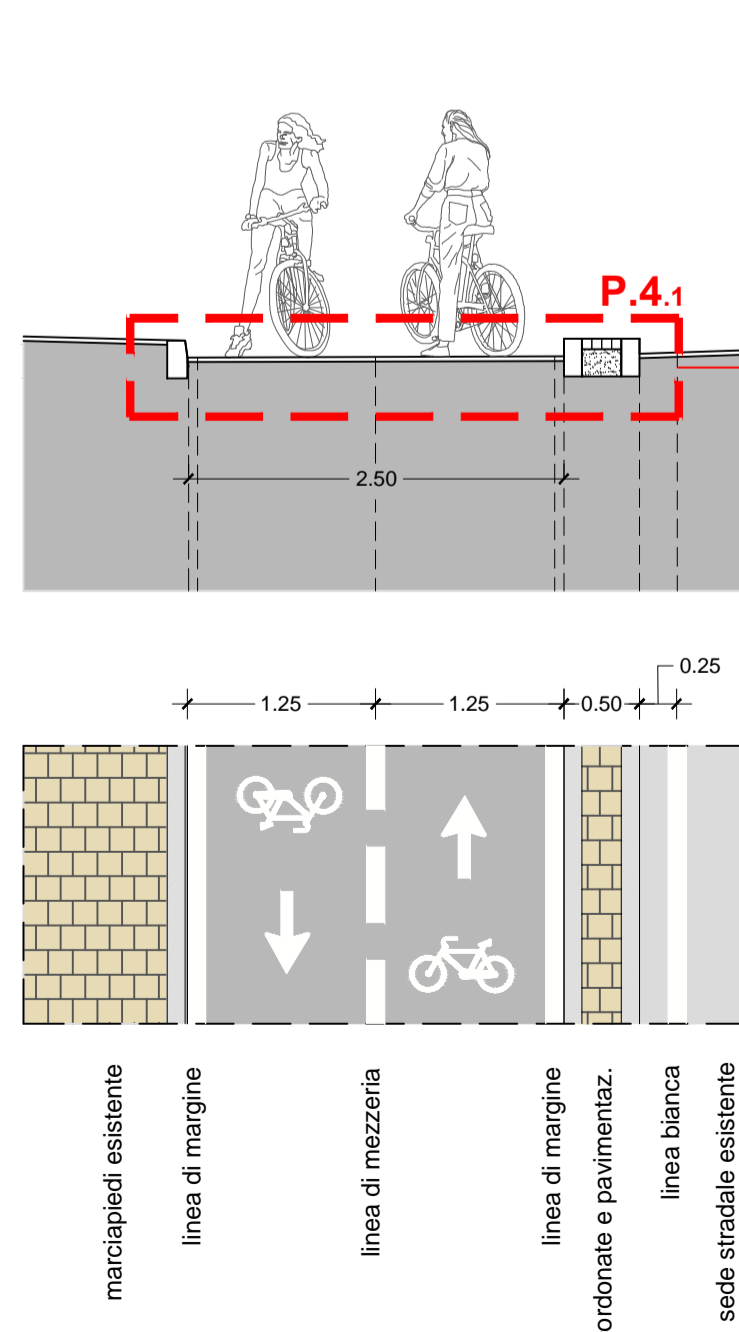 P.4.1
2.50
0.25
1.25
1.25
0.50
marciapiedi esistente
linea di margine
linea di mezzeria
linea di margine
ordonate e pavimentaz.
linea bianca
sede stradale esistente